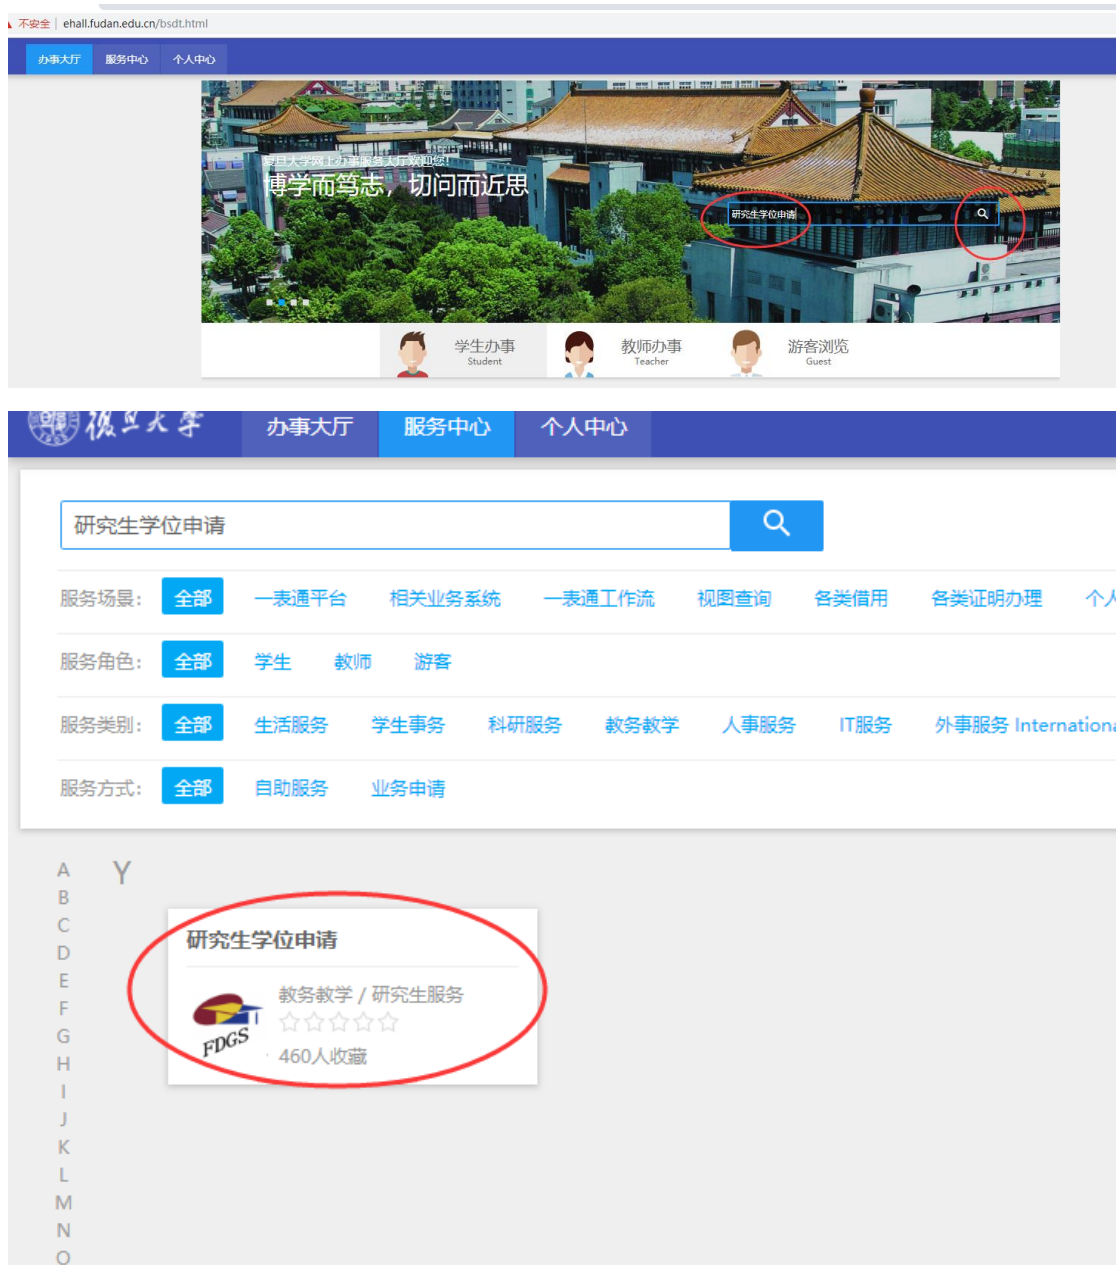 不安全 | ehall.fudan.edu.cn/bsdt.html
办事大厅 服务中心 个人中心
复旦大学网上办事服务大厅欢迎您!
博学而笃志，切问而近思
研究生学位申请
学生办事 教师办事 游客浏览
Student Teacher Guest
復旦大学 办事大厅 服务中心 个人中心
研究生学位申请
服务场景: 全部 一表通平台 相关业务系统 一表通工作流 视图查询 各类借用 各类证明办理 个人
服务角色: 全部 学生 教师 游客
服务类别: 全部 生活服务 学生事务 科研服务 教务教学 人事服务 IT服务 外事服务 Internationa
服务方式: 全部 自助服务 业务申请
A
B
C
D
E
F
G
H
I
J
K
L
M
N
O
Y
研究生学位申请
教务教学 / 研究生服务
FDGS
460人收藏